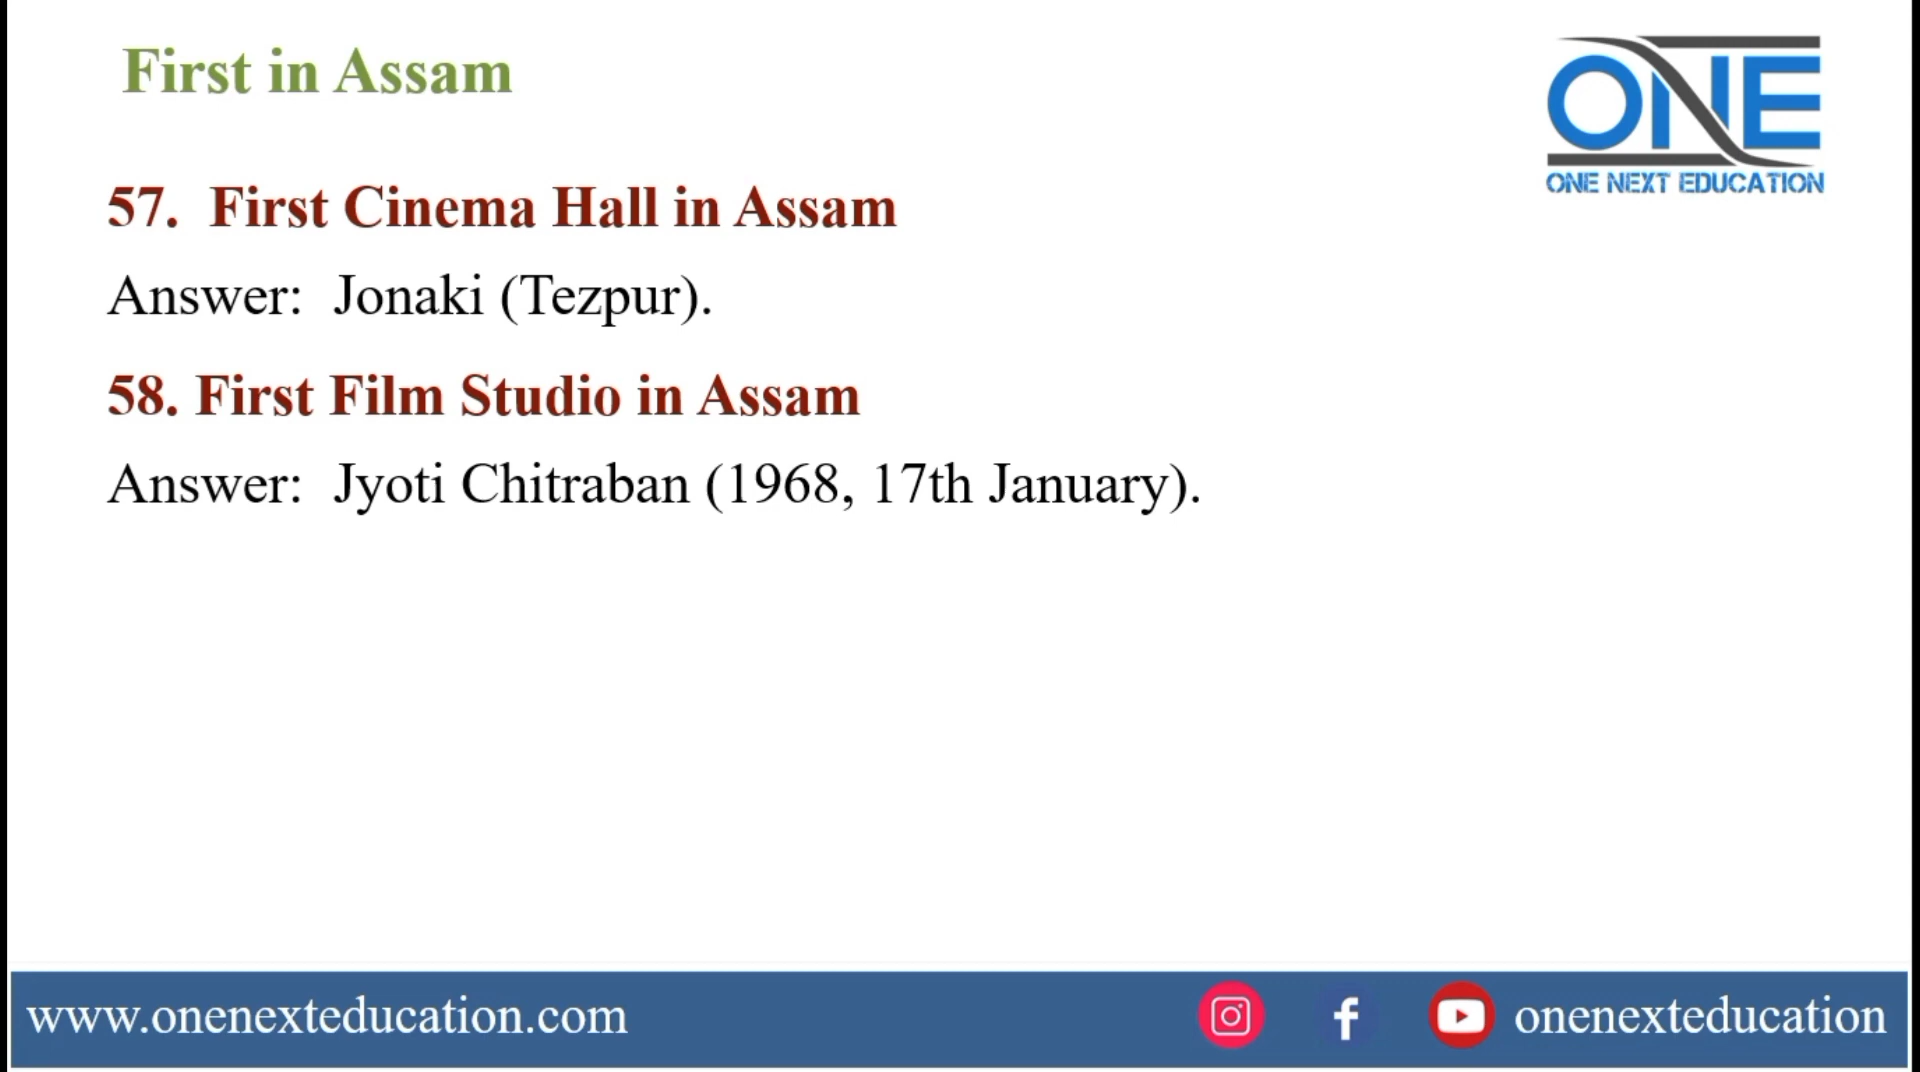 First in Assam
ONE
ONE NEXT EDUCATION
57. First Cinema Hall in Assam
Answer: Jonaki (Tezpur).
58. First Film Studio in Assam
Answer: Jyoti Chitraban (1968, 17th January).
www.onenexteducation.com
onenexteducation